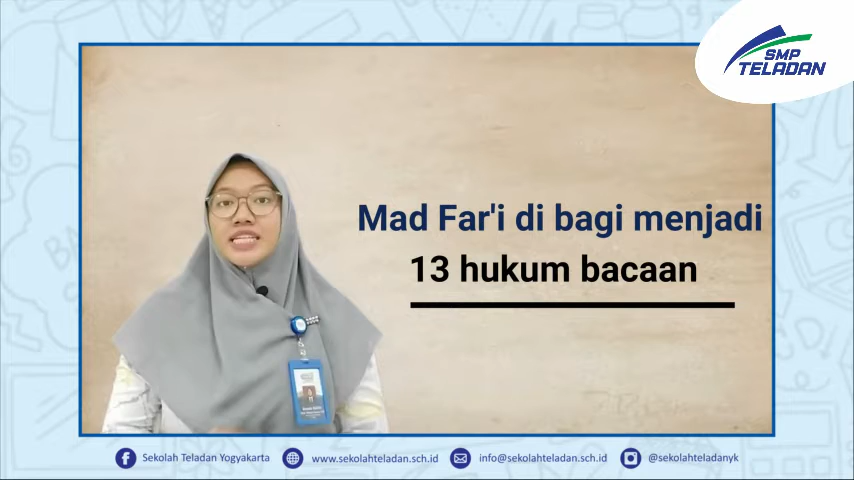 SMP
TELADAN
Mad Far'i di bagi menjadi
13 hukum bacaan
Sekolah Teladan Yogyakarta
www.sekolahteladan.sch.id
info@sekolahteladan.sch.id
@sekolahteladanyk